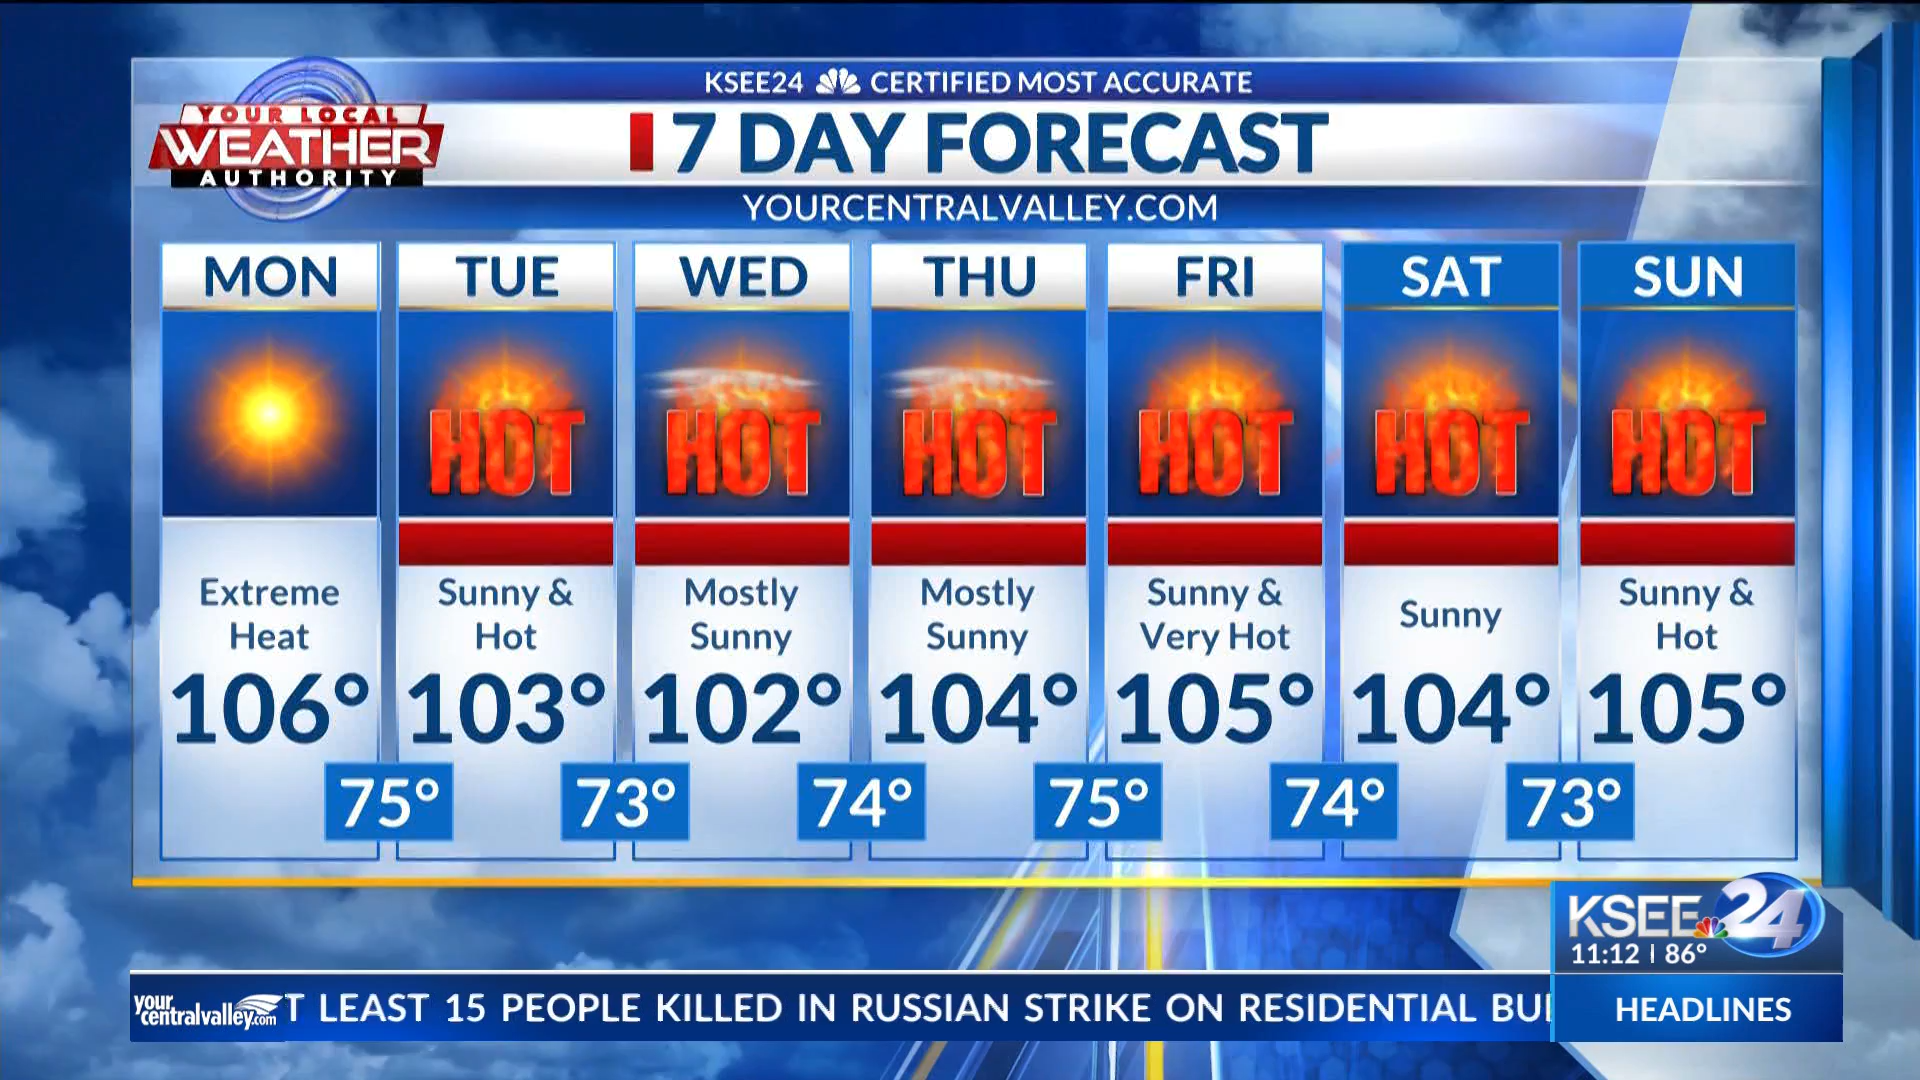 KSEE24 CERTIFIED MOST ACCURATE
YOUR LOCAL
WEATHER
AUTHORITY
7 DAY FORECAST
YOURCENTRALVALLEY.COM
MON
TUE
WED
THU
FRI
SAT
SUN
HOT
HOT
HOT
HOT
HOT
HOT
Extreme
Heat
Sunny &
Hot
Mostly
Sunny
Mostly
Sunny
Sunny &
Very Hot
Sunny
Sunny &
Hot
106°
103°
102°
104°
105°
104°
105°
75°
73°
74°
75°
74°
73°
KSEE 24
11:12 | 86°
your
centralvalley.com
T LEAST 15 PEOPLE KILLED IN RUSSIAN STRIKE ON RESIDENTIAL BUI
HEADLINES